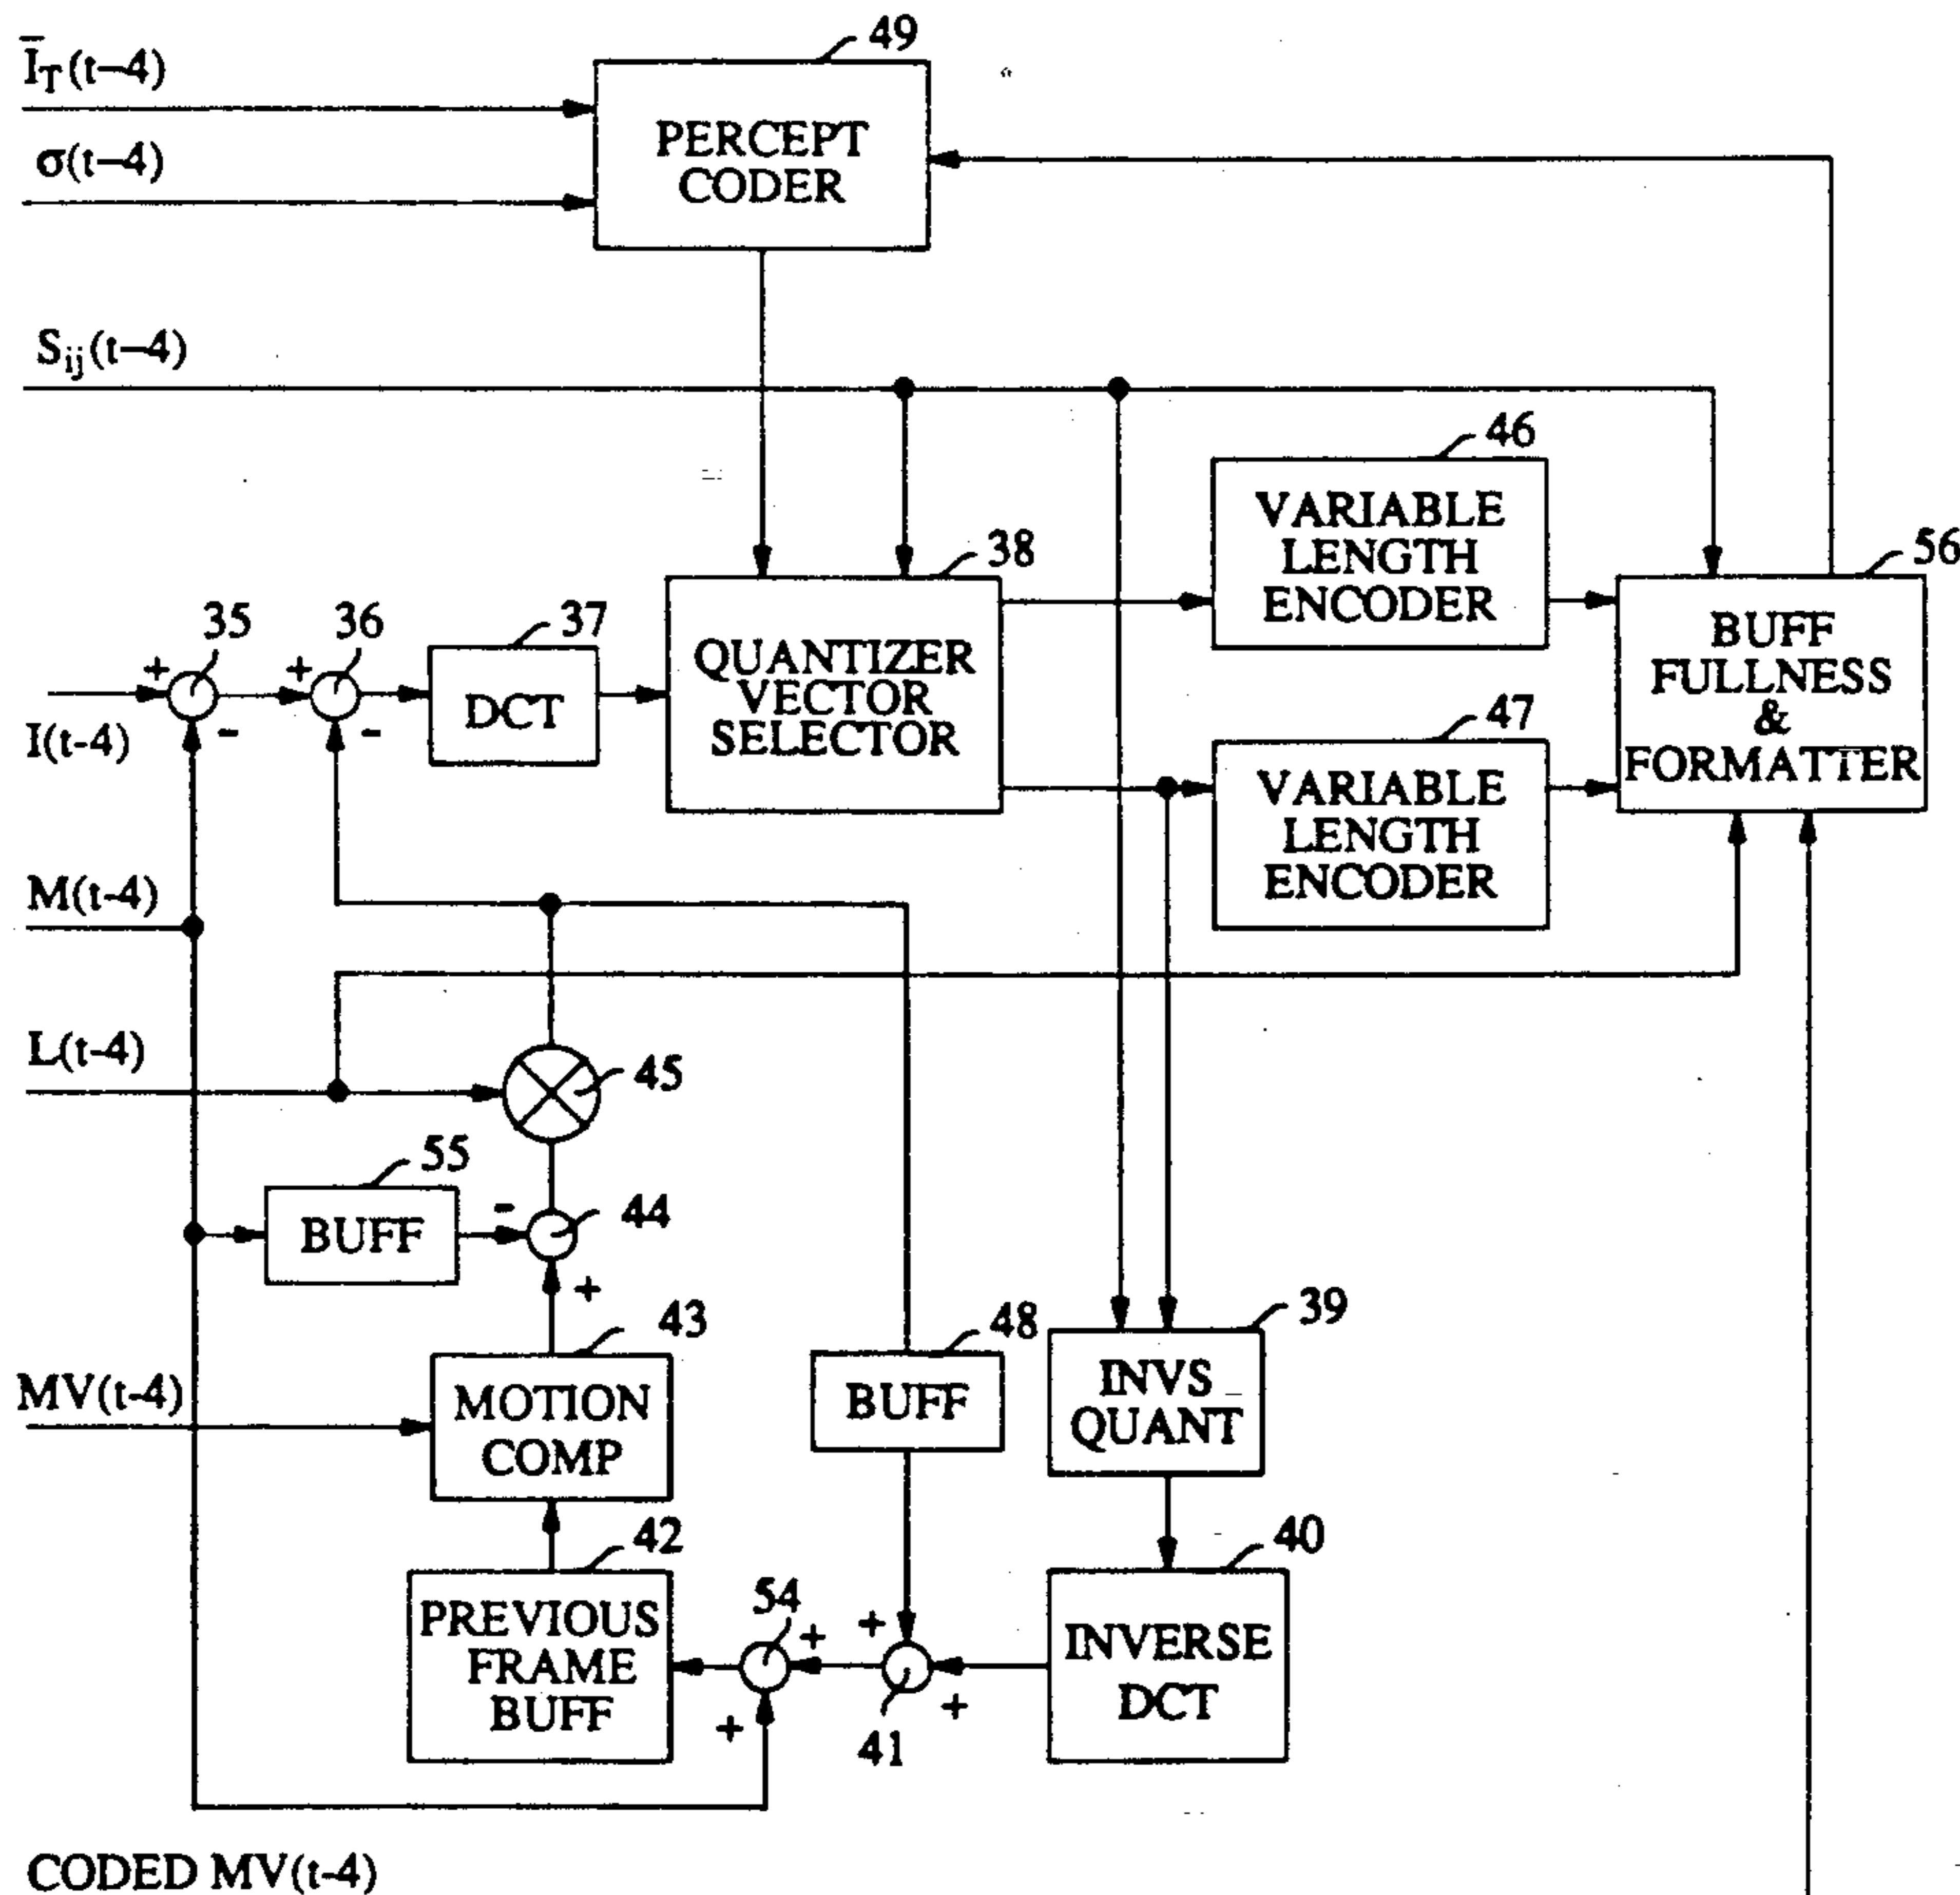 49
I̅_T(t–4)
PERCEPT
CODER
σ(t–4)
S_ij(t–4)
46
VARIABLE
LENGTH
ENCODER
38
56
35
36
37
QUANTIZER
VECTOR
SELECTOR
BUFF
FULLNESS
&
FORMATTER
+
+
DCT
-
-
I(t-4)
47
VARIABLE
LENGTH
ENCODER
M(t-4)
L(t-4)
45
55
BUFF
-
44
+
43
48
39
MV(t-4)
MOTION
COMP
BUFF
INVS
QUANT
42
40
PREVIOUS
FRAME
BUFF
54
+
+
INVERSE
DCT
+
+
41
CODED MV(t-4)